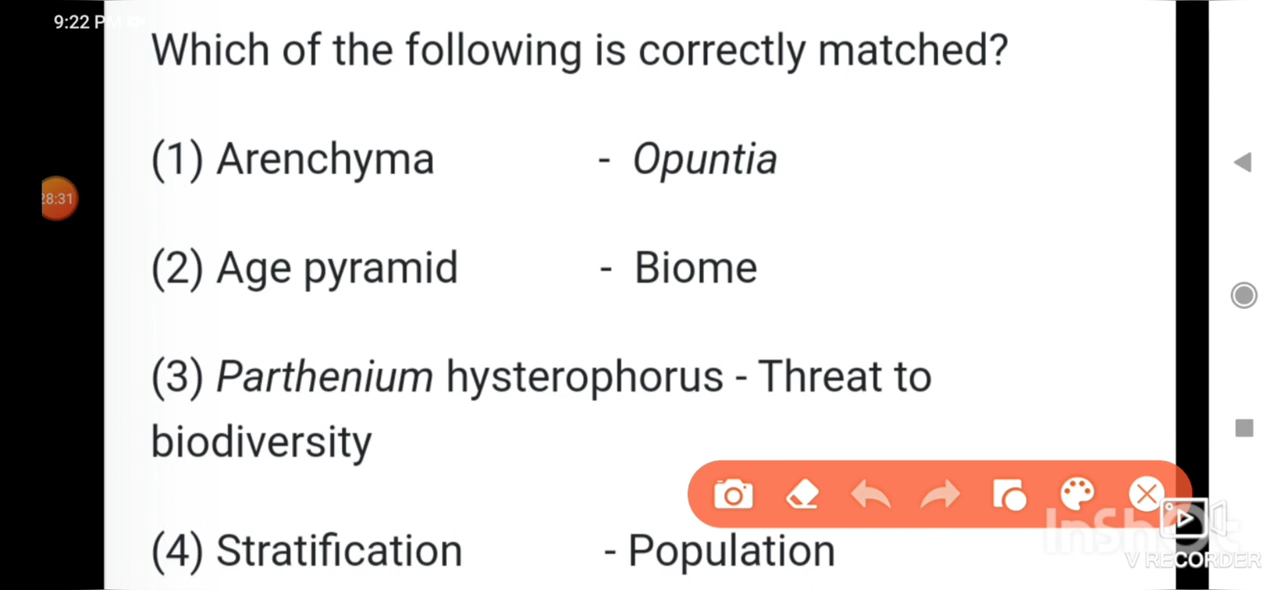 9:22 P
Which of the following is correctly matched?
(1) Arenchyma - Opuntia
28:31
(2) Age pyramid - Biome
(3) Parthenium hysterophorus - Threat to
biodiversity
(4) Stratification - Population
InShOt
V RECORDER